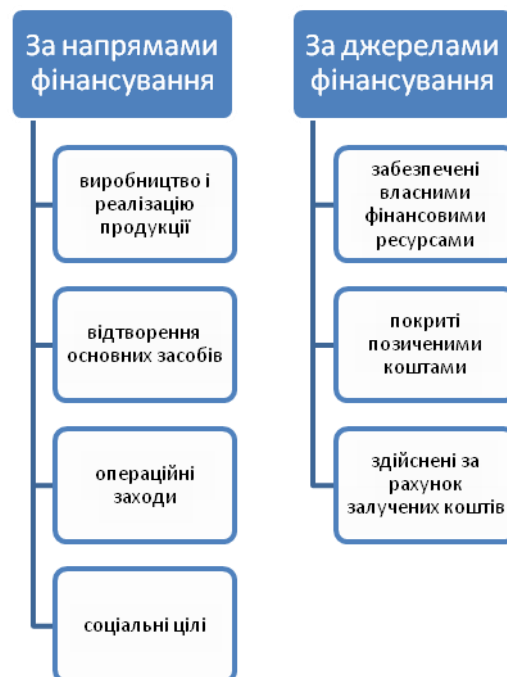 За напрямами
фінансування
виробництво і
реалізацію
продукції
відтворення
основних засобів
операційні
заходи
соціальні цілі
За джерелами
фінансування
забезпечені
власними
фінансовими
ресурсами
покриті
позиченими
коштами
здійснені за
рахунок
залучених коштів